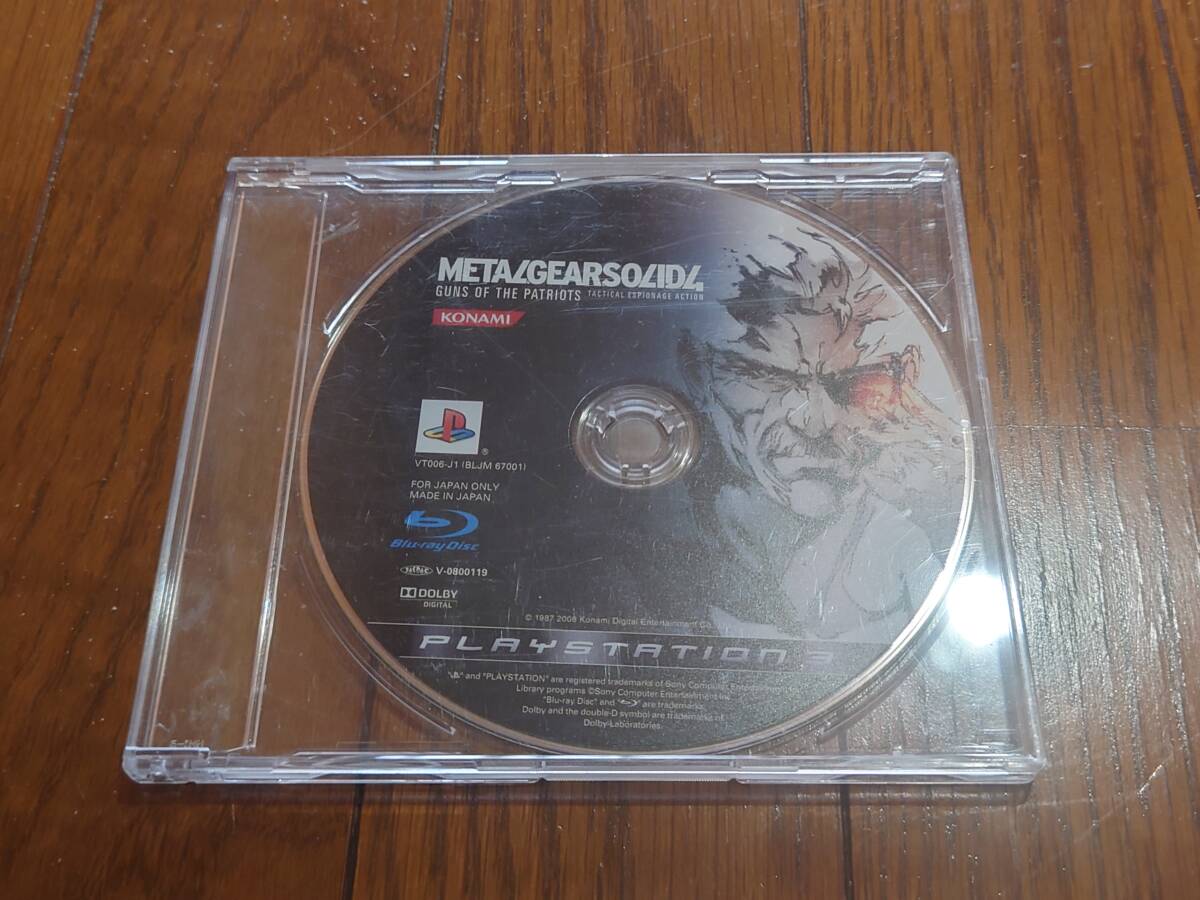 METAL GEAR SOLID 4
GUNS OF THE PATRIOTS TACTICAL ESPIONAGE ACTION
KONAMI
®
VT006-J1 (BLJM 67001)
FOR JAPAN ONLY
MADE IN JAPAN
Blu-ray Disc
V-0800119
DOLBY
DIGITAL
© 1987 2008 Konami Digital Entertainment Co
PLAYSTATION 3
and "PLAYSTATION" are registered trademarks of Sony Computer Entertainment Inc.
Library programs ©Sony Computer Entertainment Inc.
"Blu-ray Disc" and " " are trademarks.
Dolby and the double-D symbol are trademarks of
Dolby Laboratories.